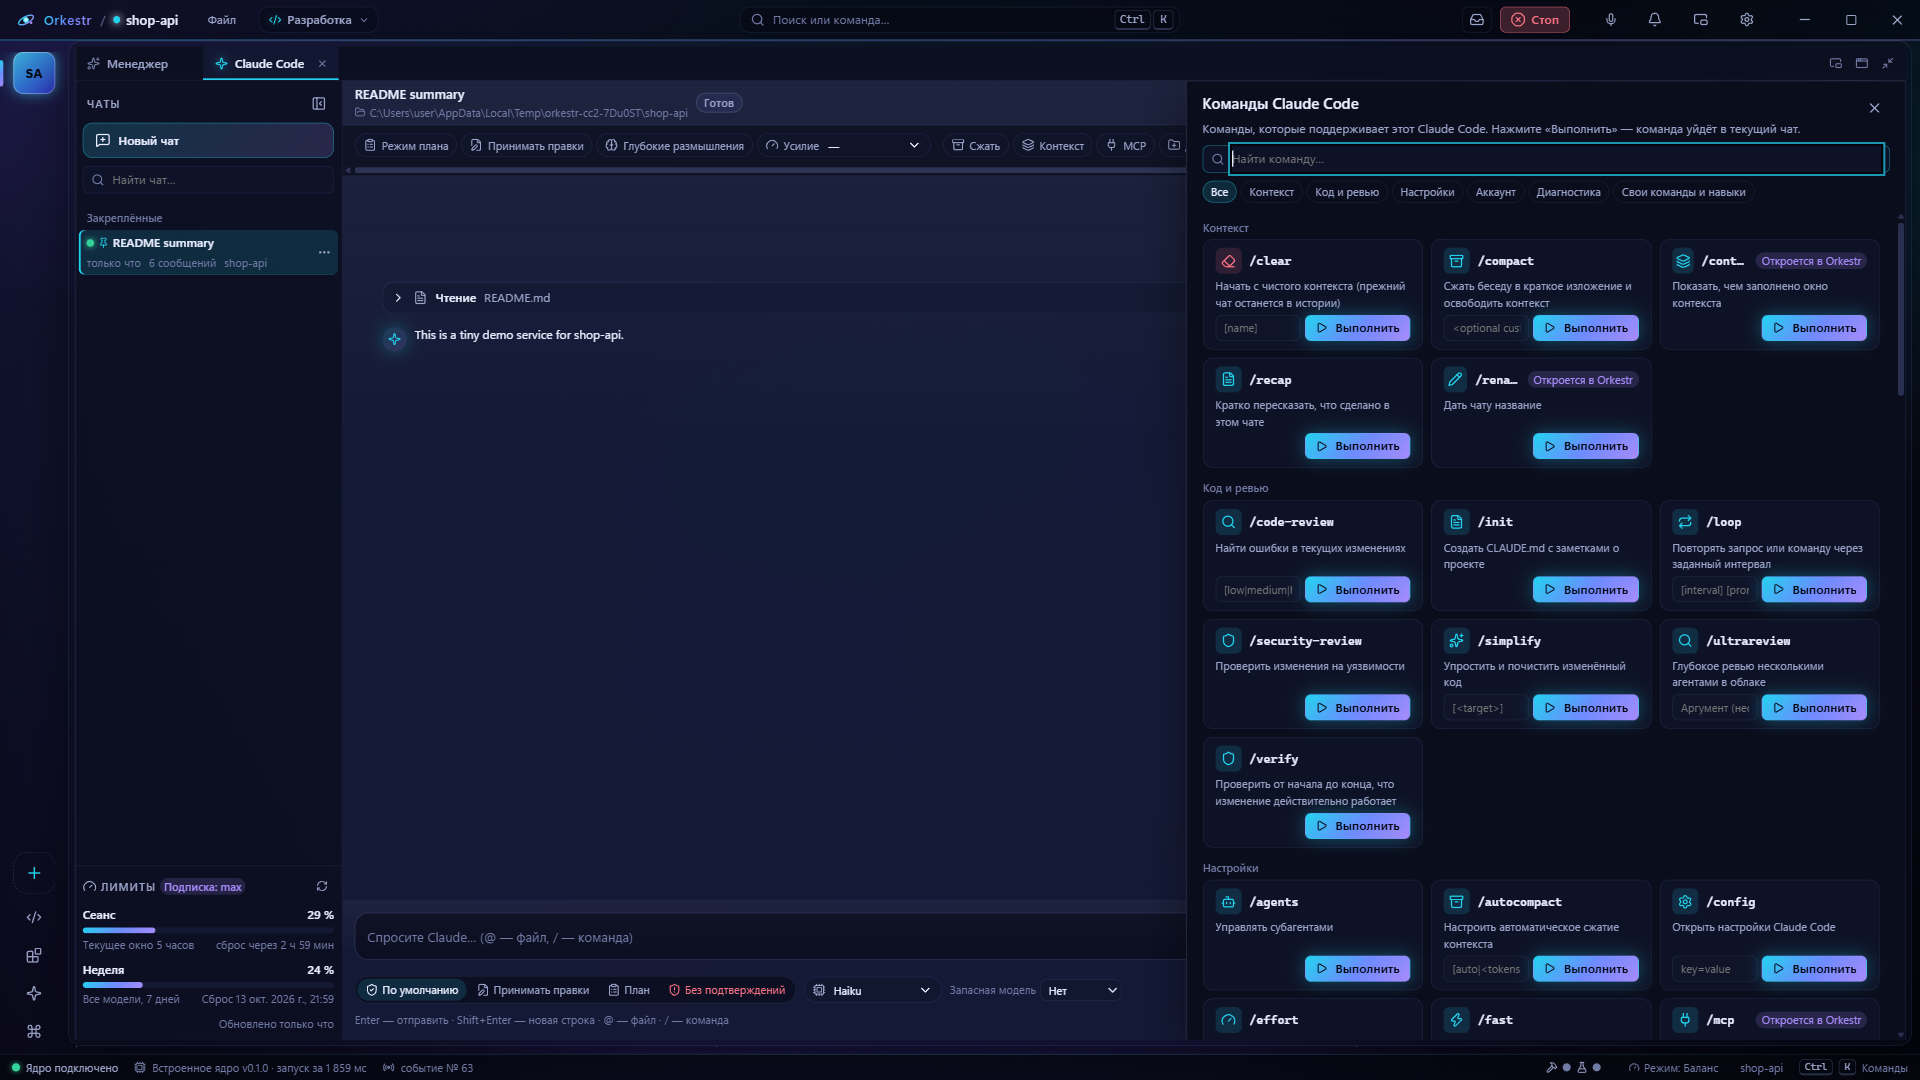 Orkestr / shop-api Файл Разработка Поиск или команда... Ctrl K Стоп
SA
Менеджер Claude Code
ЧАТЫ
Новый чат
Найти чат...
Закреплённые
README summary
только что 6 сообщений shop-api
ЛИМИТЫ Подписка: max
Сеанс 29 %
Текущее окно 5 часов сброс через 2 ч 59 мин
Неделя 24 %
Все модели, 7 дней Сброс 13 окт. 2026 г., 21:59
Обновлено только что
README summary
C:\Users\user\AppData\Local\Temp\orkestr-cc2-7Du0ST\shop-api
Готов
Режим плана Принимать правки Глубокие размышления Усилие — Сжать Контекст MCP
Чтение README.md
This is a tiny demo service for shop-api.
Спросите Claude... (@ — файл, / — команда)
По умолчанию Принимать правки План Без подтверждений Haiku Запасная модель Нет
Enter — отправить · Shift+Enter — новая строка · @ — файл · / — команда
Команды Claude Code
Команды, которые поддерживает этот Claude Code. Нажмите «Выполнить» — команда уйдёт в текущий чат.
Найти команду...
Все Контекст Код и ревью Настройки Аккаунт Диагностика Свои команды и навыки
Контекст
/clear
Начать с чистого контекста (прежний
чат останется в истории)
[name] Выполнить
/compact
Сжать беседу в краткое изложение и
освободить контекст
<optional cus Выполнить
/cont... Откроется в Orkestr
Показать, чем заполнено окно
контекста
Выполнить
/recap
Кратко пересказать, что сделано в
этом чате
Выполнить
/rena... Откроется в Orkestr
Дать чату название
Выполнить
Код и ревью
/code-review
Найти ошибки в текущих изменениях
[low|medium|h Выполнить
/init
Создать CLAUDE.md с заметками о
проекте
Выполнить
/loop
Повторять запрос или команду через
заданный интервал
[interval] [pror Выполнить
/security-review
Проверить изменения на уязвимости
Выполнить
/simplify
Упростить и почистить изменённый
код
[<target>] Выполнить
/ultrareview
Глубокое ревью несколькими
агентами в облаке
Аргумент (нес Выполнить
/verify
Проверить от начала до конца, что
изменение действительно работает
Выполнить
Настройки
/agents
Управлять субагентами
Выполнить
/autocompact
Настроить автоматическое сжатие
контекста
[auto|<tokens Выполнить
/config
Открыть настройки Claude Code
key=value Выполнить
/effort
/fast
/mcp Откроется в Orkestr
Ядро подключено Встроенное ядро v0.1.0 · запуск за 1 859 мс событие № 63 Режим: Баланс shop-api Ctrl K Команды